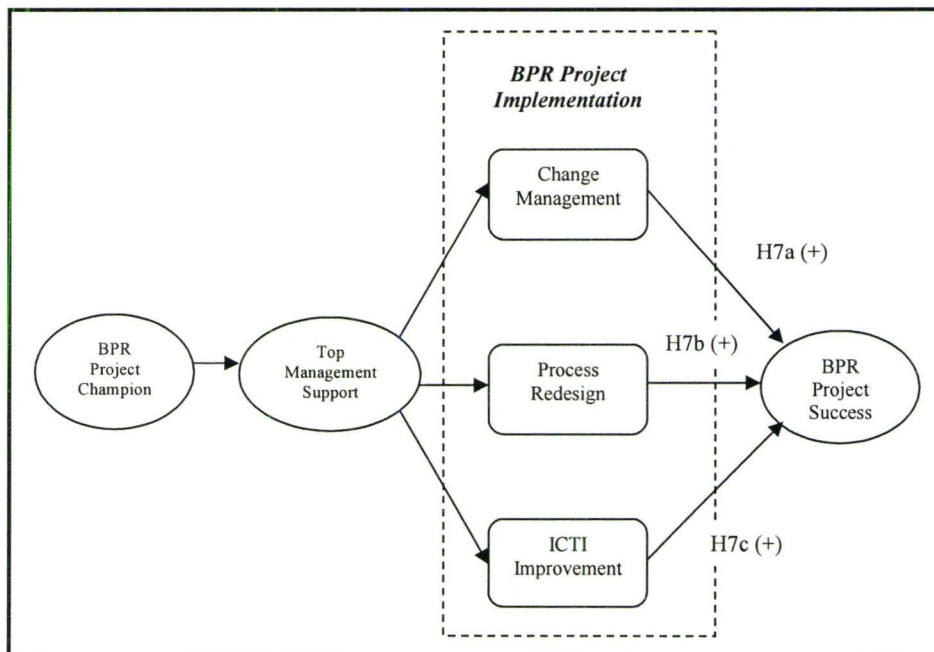 BPR Project
Implementation
Change
Management
H7a (+)
BPR
Project
Champion
Top
Management
Support
Process
Redesign
H7b (+)
BPR
Project
Success
ICTI
Improvement
H7c (+)